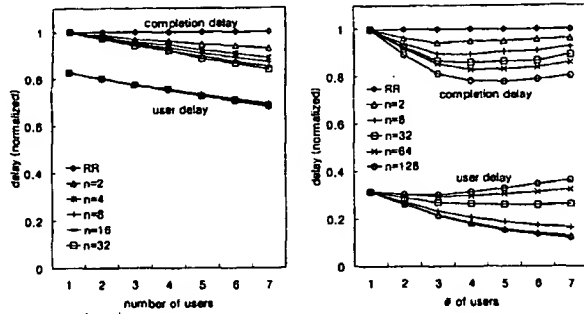 1
0.8
0.6
0.4
0.2
0
delay (normalized)
completion delay
user delay
RR
n=2
n=4
n=8
n=16
n=32
1 2 3 4 5 6 7
number of users
1
0.8
0.6
0.4
0.2
0
delay (normalized)
RR
n=2
n=8
n=32
n=64
n=128
completion delay
user delay
1 2 3 4 5 6 7
# of users